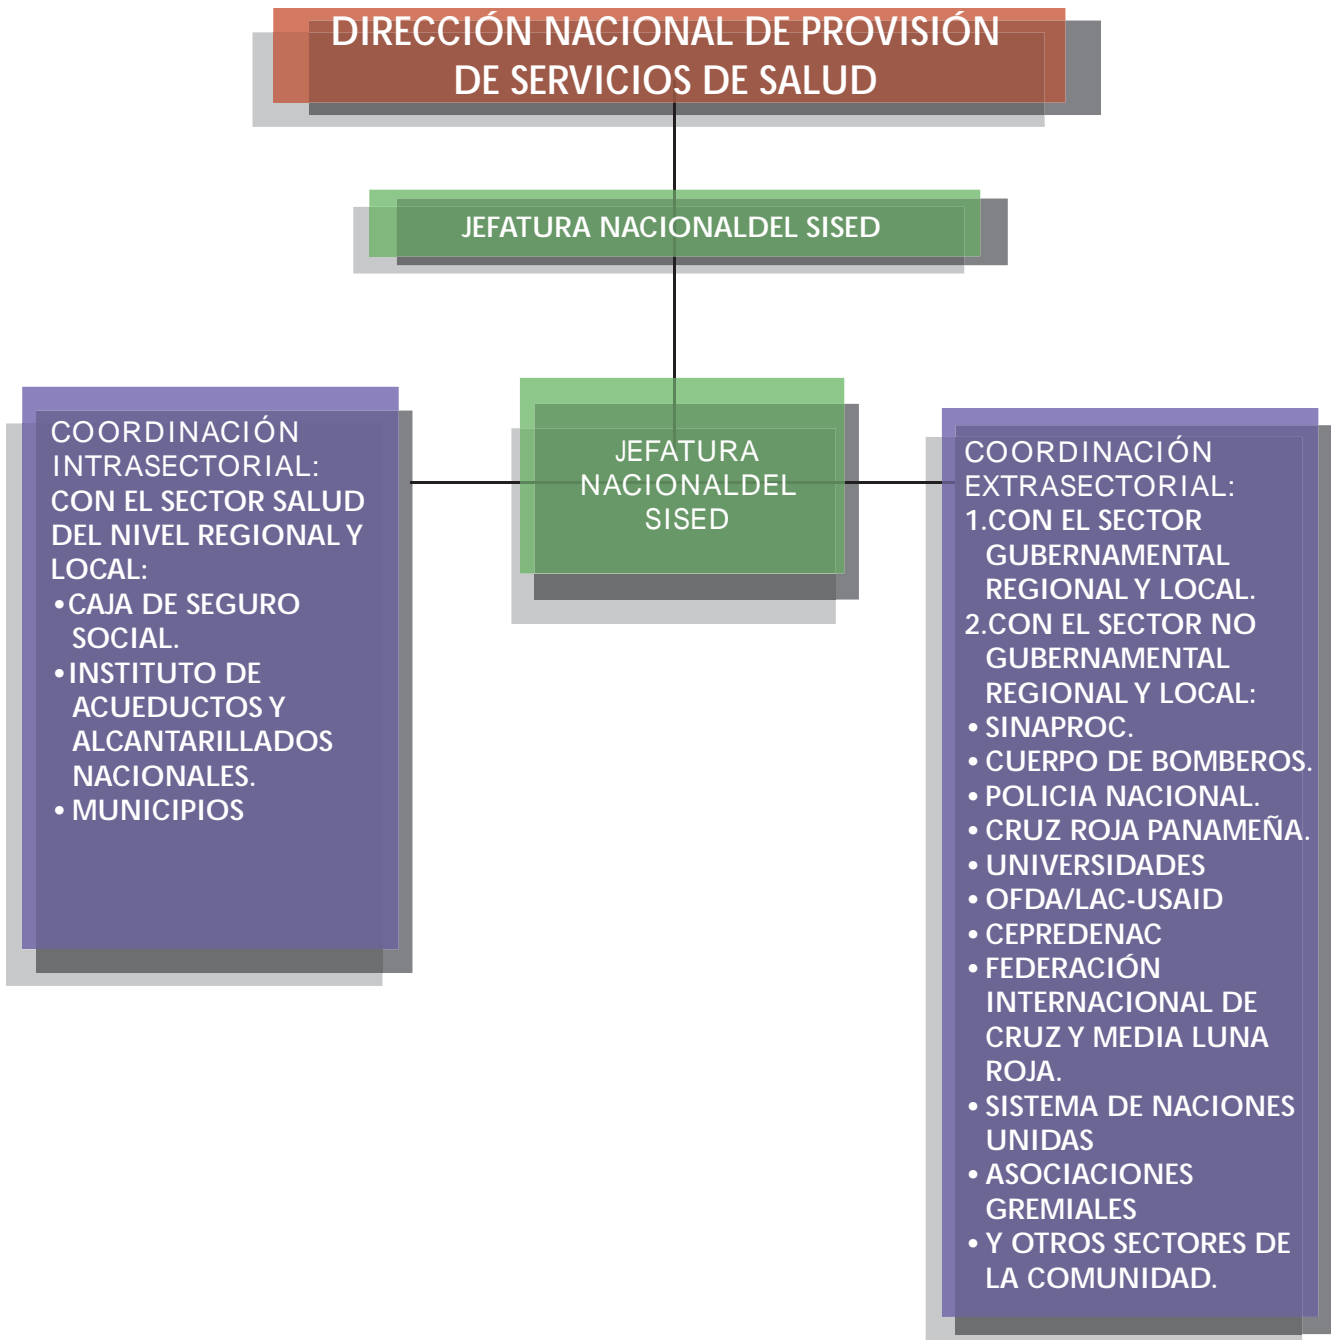 DIRECCIÓN NACIONAL DE PROVISIÓN
DE SERVICIOS DE SALUD
JEFATURA NACIONALDEL SISED
COORDINACIÓN
INTRASECTORIAL:
CON EL SECTOR SALUD
DEL NIVEL REGIONAL Y
LOCAL:
•CAJA DE SEGURO
SOCIAL.
•INSTITUTO DE
ACUEDUCTOS Y
ALCANTARILLADOS
NACIONALES.
• MUNICIPIOS
JEFATURA
NACIONALDEL
SISED
COORDINACIÓN
EXTRASECTORIAL:
1.CON EL SECTOR
GUBERNAMENTAL
REGIONAL Y LOCAL.
2.CON EL SECTOR NO
GUBERNAMENTAL
REGIONAL Y LOCAL:
• SINAPROC.
• CUERPO DE BOMBEROS.
• POLICIA NACIONAL.
• CRUZ ROJA PANAMEÑA.
• UNIVERSIDADES
• OFDA/LAC-USAID
• CEPREDENAC
• FEDERACIÓN
INTERNACIONAL DE
CRUZ Y MEDIA LUNA
ROJA.
• SISTEMA DE NACIONES
UNIDAS
• ASOCIACIONES
GREMIALES
• Y OTROS SECTORES DE
LA COMUNIDAD.